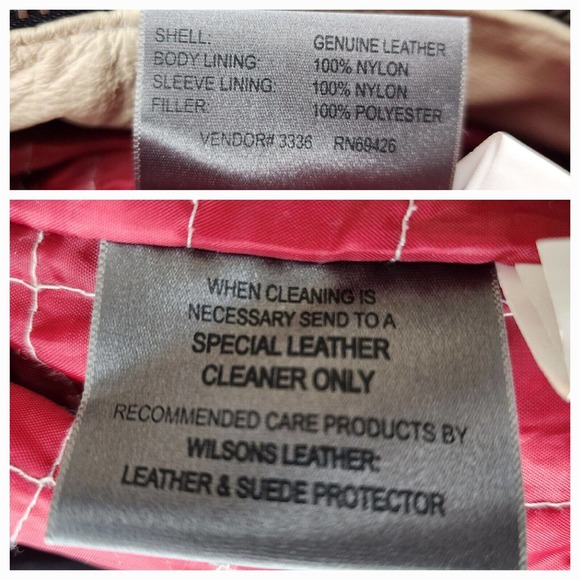 SHELL: GENUINE LEATHER
BODY LINING: 100% NYLON
SLEEVE LINING: 100% NYLON
FILLER: 100% POLYESTER
VENDOR# 3336 RN69426
WHEN CLEANING IS
NECESSARY SEND TO A
SPECIAL LEATHER
CLEANER ONLY
RECOMMENDED CARE PRODUCTS BY
WILSONS LEATHER:
LEATHER & SUEDE PROTECTOR